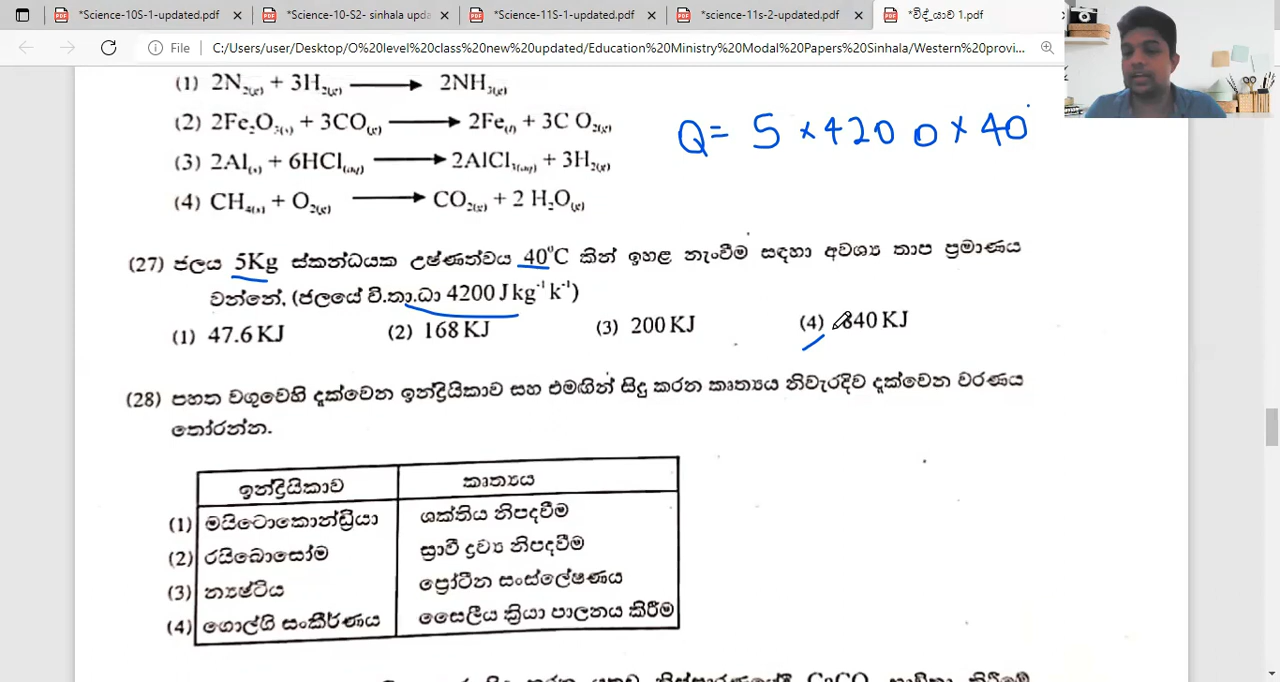 *Science-10S-1-updated.pdf
*Science-10-S2- sinhala upda
*Science-11S-1-updated.pdf
*science-11s-2-updated.pdf
*විද්‍යාව 1.pdf
File
C:/Users/user/Desktop/O%20level%20class%20new%20updated/Education%20Ministry%20Modal%20Papers%20Sinhala/Western%20provi...
(1) 2N₂(g) + 3H₂(g) ⟶ 2NH₃(g)
(2) 2Fe₂O₃(s) + 3CO(g) ⟶ 2Fe(l) + 3C O₂(g)
(3) 2Al(s) + 6HCl(aq) ⟶ 2AlCl₃(aq) + 3H₂(g)
(4) CH₄(s) + O₂(g) ⟶ CO₂(g) + 2 H₂O(g)
Q = 5 × 4200 × 40
(27) ජලය 5Kg ස්කන්ධයක උෂ්ණත්වය 40⁰C කින් ඉහළ නැංවීම සඳහා අවශ්‍ය තාප ප්‍රමාණය
වන්නේ, (ජලයේ වි.තා.ධා 4200 J kg⁻¹ k⁻¹)
(1) 47.6 KJ (2) 168 KJ (3) 200 KJ (4) 840 KJ
(28) පහත වගුවෙහි දැක්වෙන ඉන්ද්‍රියිකාව සහ එමඟින් සිදු කරන කෘත්‍යය නිවැරදිව දැක්වෙන වරණය
තෝරන්න.
ඉන්ද්‍රියිකාව කෘත්‍යය
(1) මයිටොකොන්ඩ්‍රියා ශක්තිය නිපදවීම
(2) රයිබොසෝම ස්‍රාවී ද්‍රව්‍ය නිපදවීම
(3) න්‍යෂ්ටිය ප්‍රෝටීන සංස්ලේෂණය
(4) ගොල්ගි සංකීර්ණය සෛලීය ක්‍රියා පාලනය කිරීම